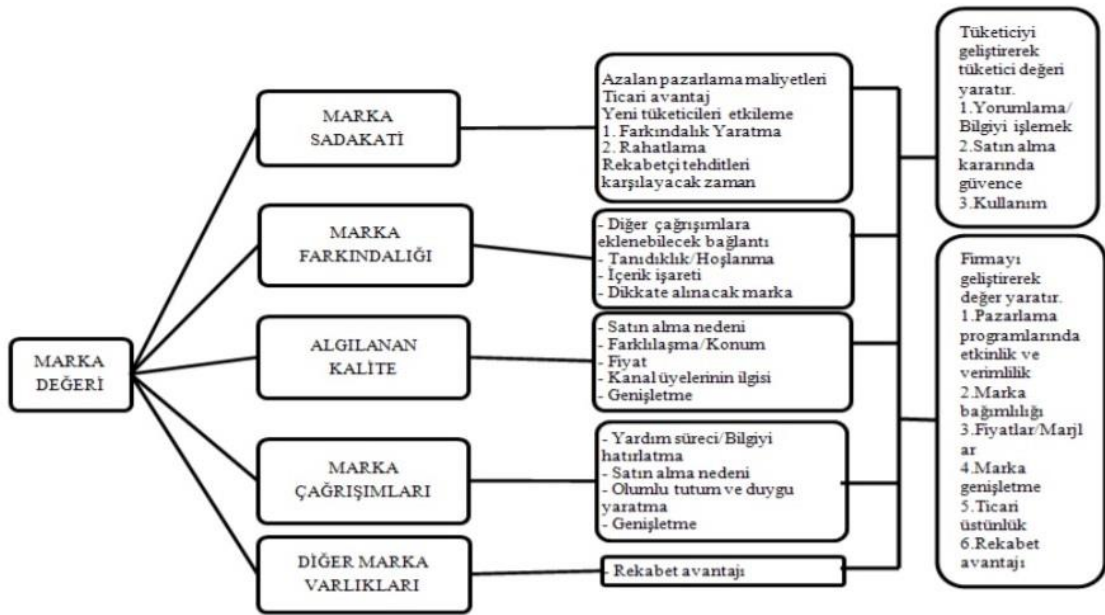 MARKA
DEĞERİ
MARKA
SADAKATİ
MARKA
FARKINDALIĞI
ALGILANAN
KALİTE
MARKA
ÇAĞRIŞIMLARI
DİĞER MARKA
VARLIKLARI
Azalan pazarlama maliyetleri
Ticari avantaj
Yeni tüketicileri etkileme
1. Farkındalık Yaratma
2. Rahatlama
Rekabetçi tehditleri
karşılayacak zaman
- Diğer çağrışımlara
eklenebilecek bağlantı
- Tanıdıklık/Hoşlanma
- İçerik işareti
- Dikkate alınacak marka
- Satın alma nedeni
- Farklılaşma/Konum
- Fiyat
- Kanal üyelerinin ilgisi
- Genişletme
- Yardım süreci/Bilgiyi
hatırlatma
- Satın alma nedeni
- Olumlu tutum ve duygu
yaratma
- Genişletme
- Rekabet avantajı
Tüketiciyi
geliştirerek
tüketici değeri
yaratır.
1.Yorumlama/
Bilgiyi işlemek
2.Satın alma
kararında
güvence
3.Kullanım
Firmayı
geliştirerek
değer yaratır.
1.Pazarlama
programlarında
etkinlik ve
verimlilik
2.Marka
bağımlılığı
3.Fiyatlar/Marjl
ar
4.Marka
genişletme
5.Ticari
üstünlük
6.Rekabet
avantajı